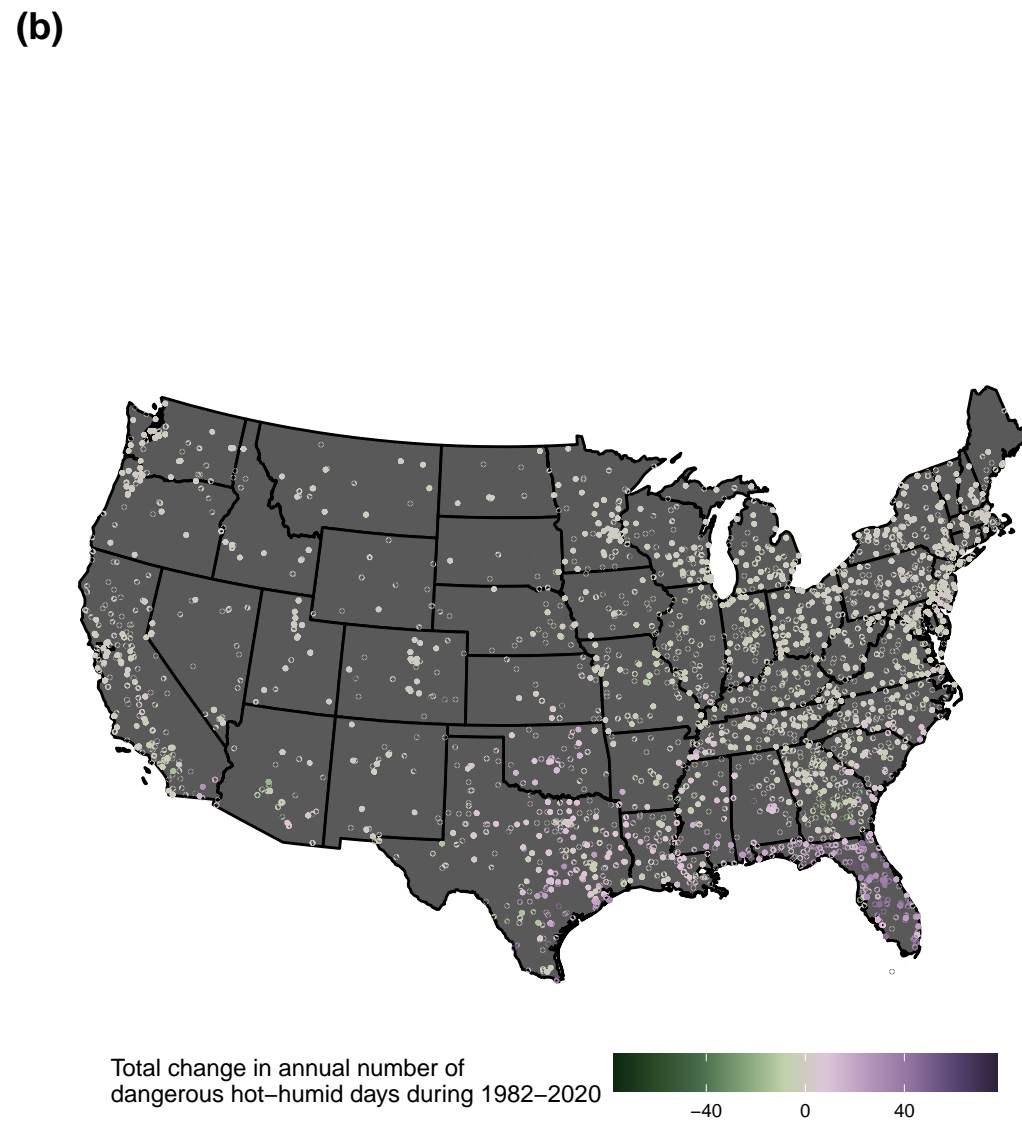 (b)
Total change in annual number of
dangerous hot−humid days during 1982−2020
−40 0 40